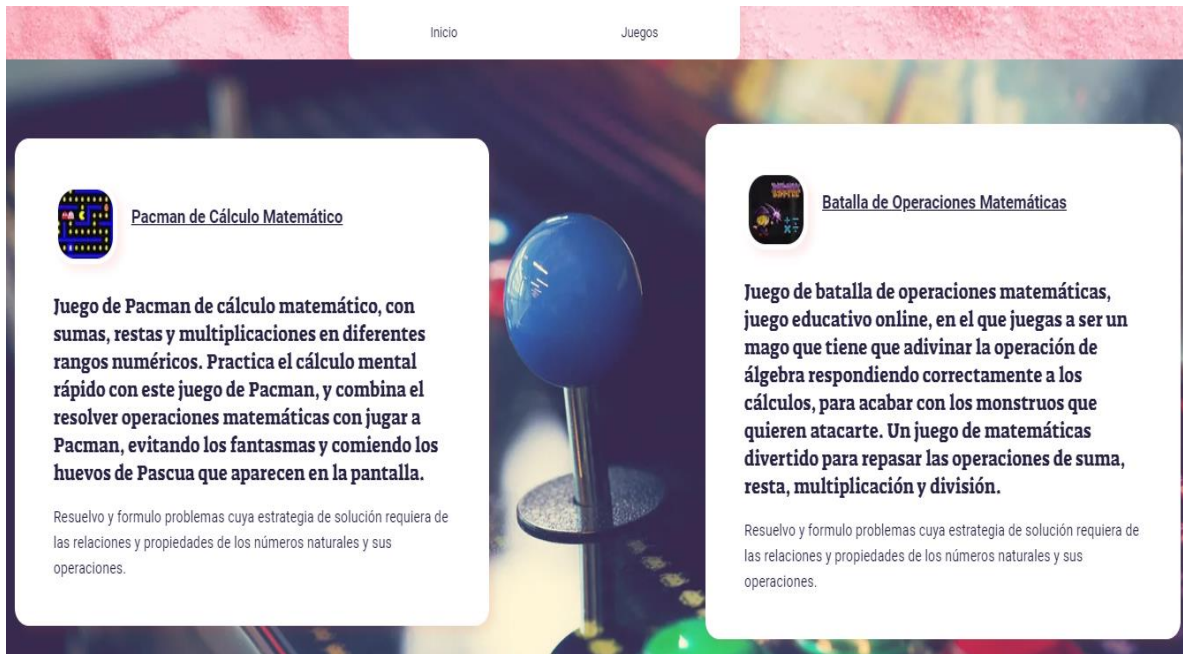 Inicio
Juegos
Pacman de Cálculo Matemático
Juego de Pacman de cálculo matemático, con
sumas, restas y multiplicaciones en diferentes
rangos numéricos. Practica el cálculo mental
rápido con este juego de Pacman, y combina el
resolver operaciones matemáticas con jugar a
Pacman, evitando los fantasmas y comiendo los
huevos de Pascua que aparecen en la pantalla.
Resuelvo y formulo problemas cuya estrategia de solución requiera de
las relaciones y propiedades de los números naturales y sus
operaciones.
Batalla de Operaciones Matemáticas
Juego de batalla de operaciones matemáticas,
juego educativo online, en el que juegas a ser un
mago que tiene que adivinar la operación de
álgebra respondiendo correctamente a los
cálculos, para acabar con los monstruos que
quieren atacarte. Un juego de matemáticas
divertido para repasar las operaciones de suma,
resta, multiplicación y división.
Resuelvo y formulo problemas cuya estrategia de solución requiera de
las relaciones y propiedades de los números naturales y sus
operaciones.